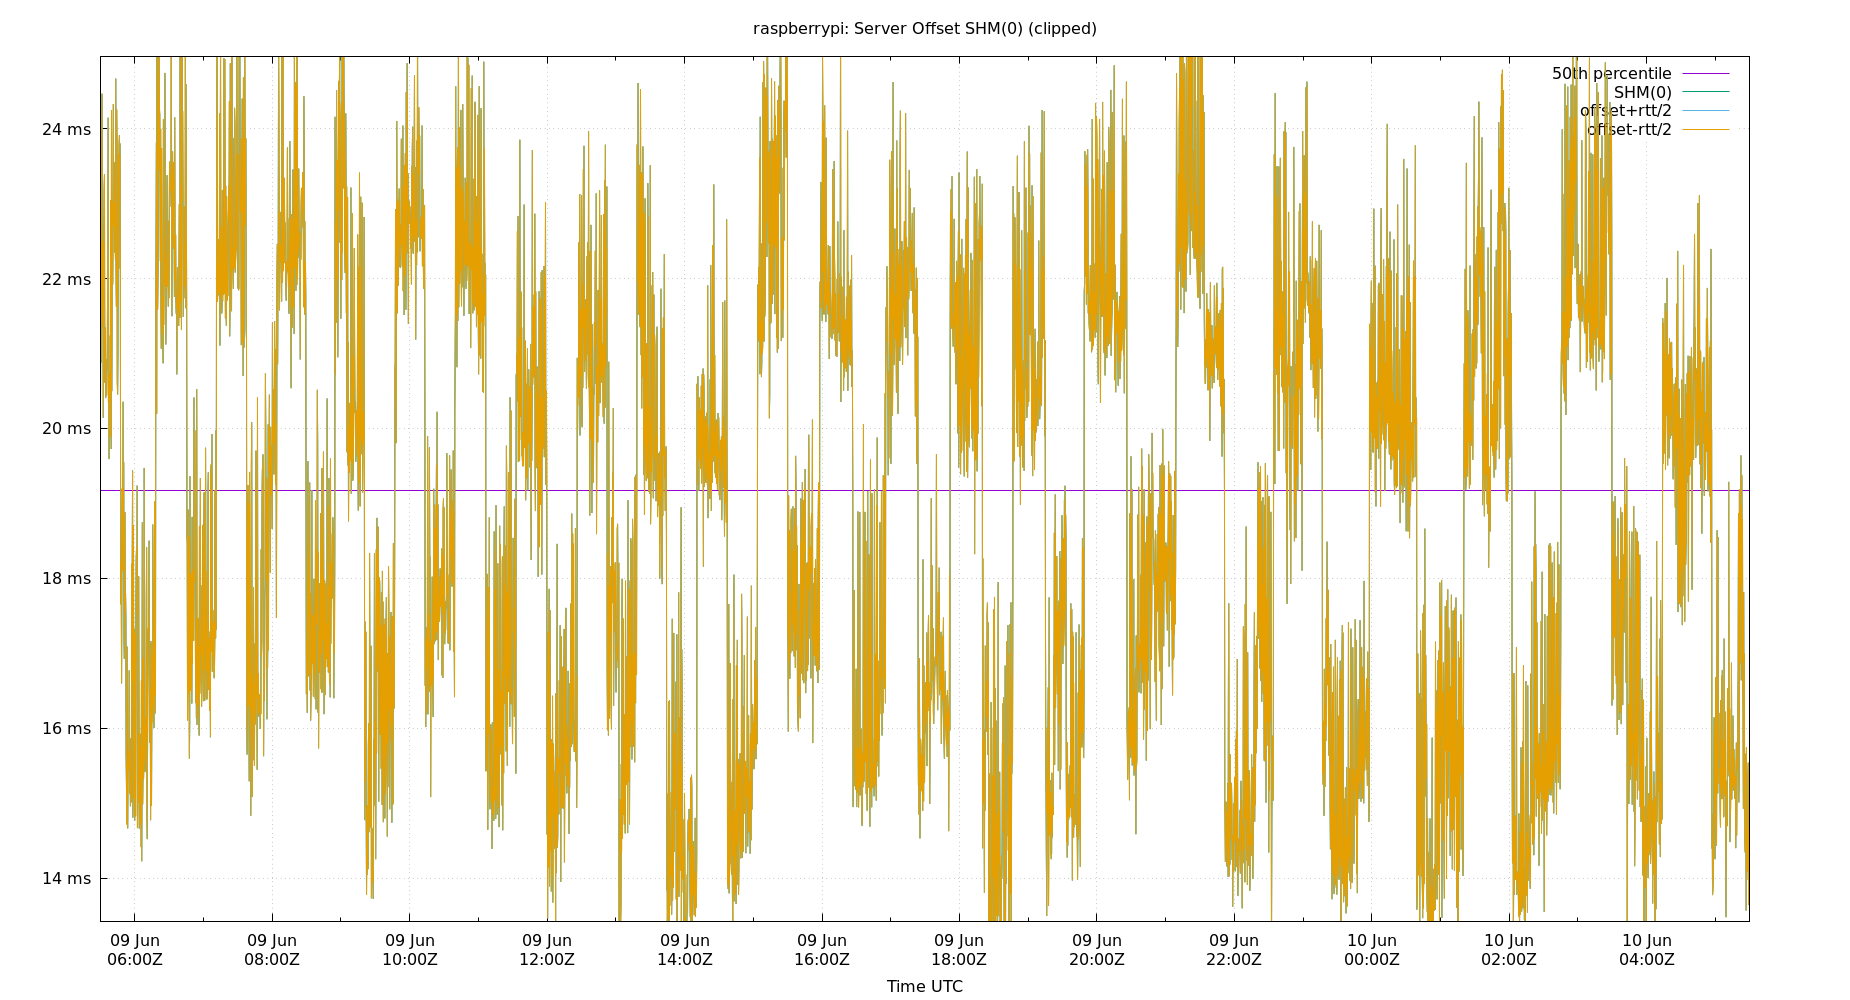 raspberrypi: Server Offset SHM(0) (clipped)
50th percentile
SHM(0)
offset+rtt/2
offset-rtt/2
24 ms
22 ms
20 ms
18 ms
16 ms
14 ms
09 Jun 09 Jun 09 Jun 09 Jun 09 Jun 09 Jun 09 Jun 09 Jun 09 Jun 10 Jun 10 Jun 10 Jun
06:00Z 08:00Z 10:00Z 12:00Z 14:00Z 16:00Z 18:00Z 20:00Z 22:00Z 00:00Z 02:00Z 04:00Z
Time UTC